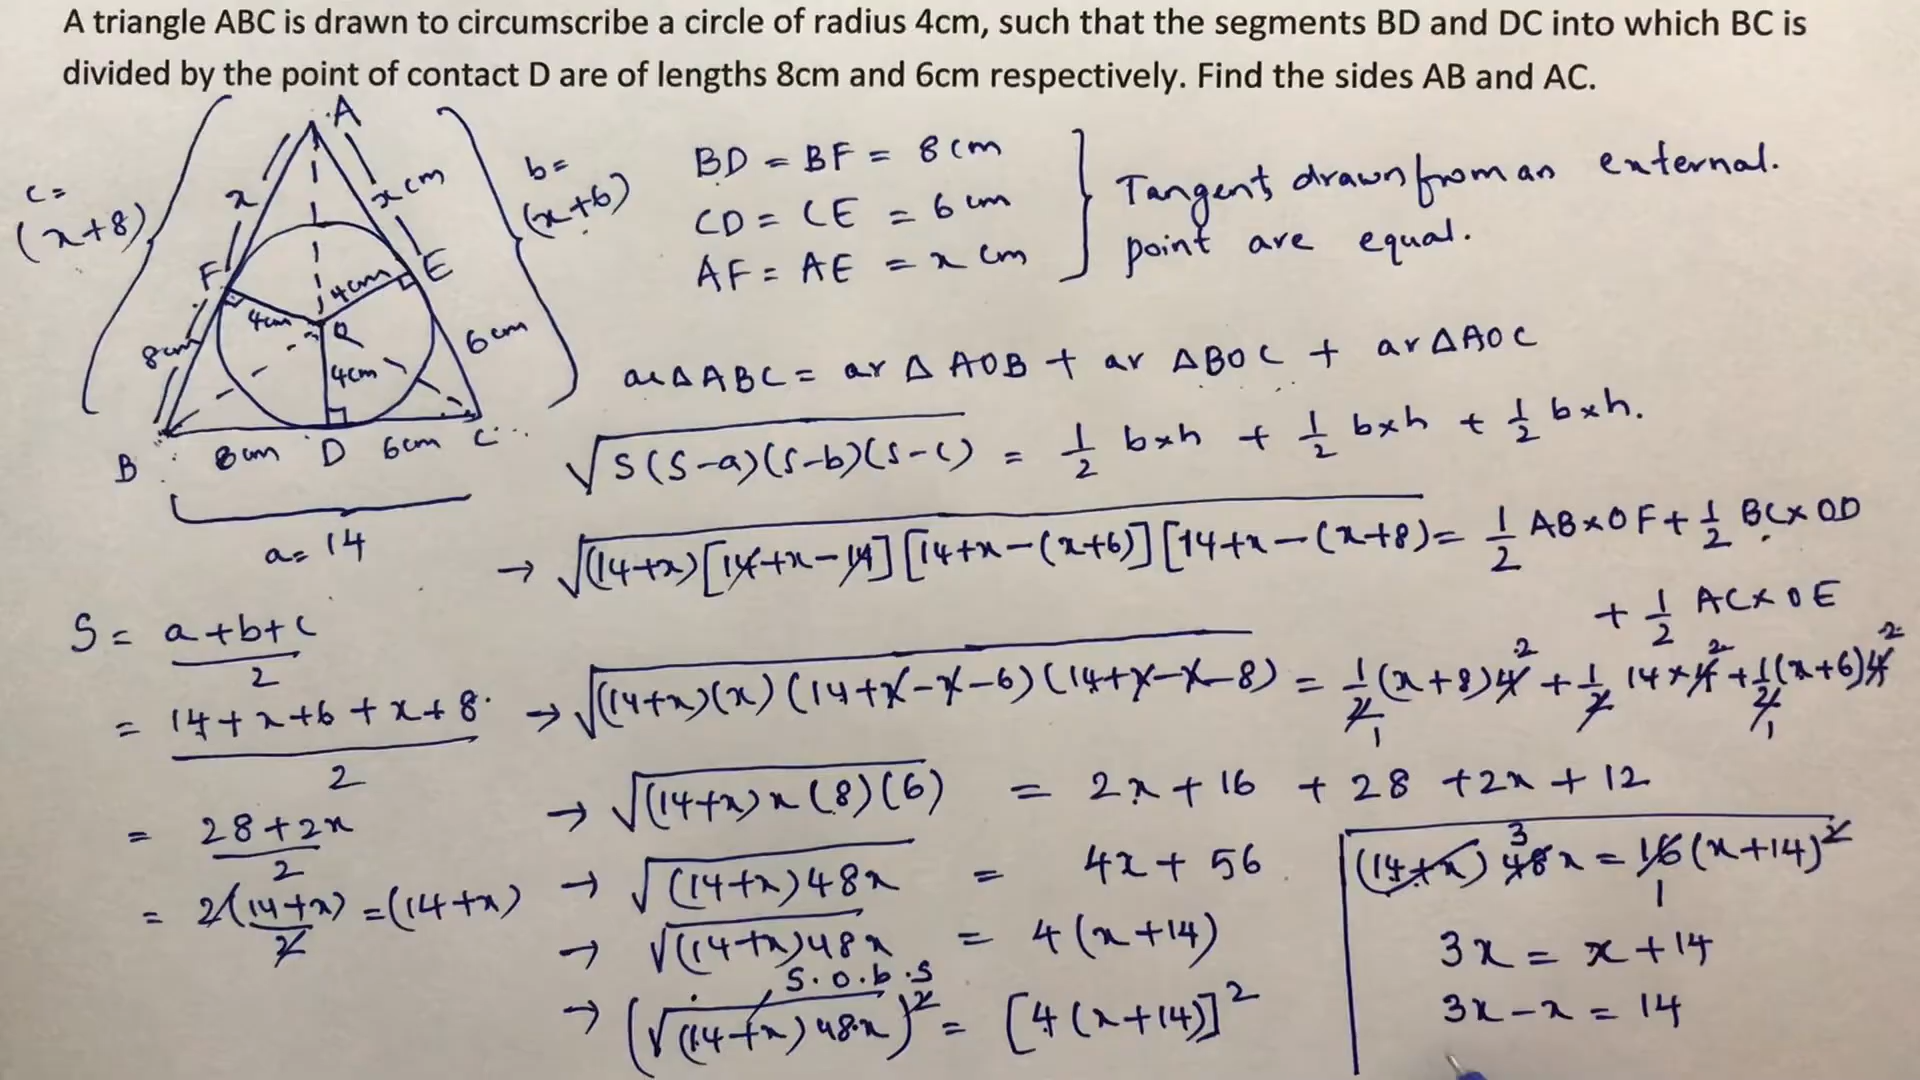 A triangle ABC is drawn to circumscribe a circle of radius 4cm, such that the segments BD and DC into which BC is
divided by the point of contact D are of lengths 8cm and 6cm respectively. Find the sides AB and AC.
A
c=
(x+8)
x
x cm
b=
(x+6)
F
E
4cm
4cm
O
4cm
8cm
6cm
B
8cm D 6cm C
a= 14
BD = BF = 8cm
CD = CE = 6cm
AF = AE = x cm
Tangents drawn from an external.
point are equal.
ar∆ABC = ar ∆ AOB + ar ∆BOC + ar∆AOC
√S(S-a)(S-b)(S-c) = 1/2 b×h + 1/2 b×h + 1/2 b×h.
→ √(14+x)[14+x-14][14+x-(x+6)][14+x-(x+8) = 1/2 AB×OF + 1/2 BC×OD
+ 1/2 AC×OE
→ √(14+x)(x)(14+x-x-6)(14+x-x-8) = 1/2 (x+8)4 + 1/2 14×4 + 1/2 (x+6)4
→ √(14+x)x(8)(6) = 2x+16 + 28 +2x+12
→ √(14+x)48x = 4x+56
→ √(14+x)48x = 4(x+14)
S.o.b.s
→ (√(14+x)48x)² = [4(x+14)]²
S = a+b+c/2
= 14+x+6+x+8/2
= 28+2x/2
= 2(14+x)/2 =(14+x)
(14+x) 48x = 16(x+14)²
3x = x+14
3x-x = 14